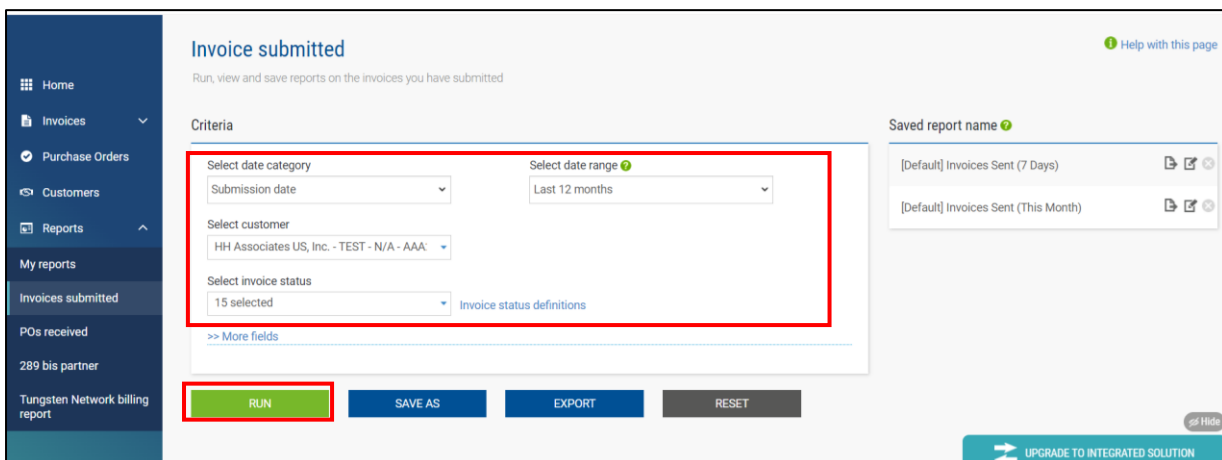 Home
Invoices
Purchase Orders
Customers
Reports
My reports
Invoices submitted
POs received
289 bis partner
Tungsten Network billing
report
Invoice submitted
Run, view and save reports on the invoices you have submitted
Help with this page
Criteria
Select date category
Submission date
Select date range
Last 12 months
Select customer
HH Associates US, Inc. - TEST - N/A - AAA
Select invoice status
15 selected
Invoice status definitions
>> More fields
RUN
SAVE AS
EXPORT
RESET
Saved report name
[Default] Invoices Sent (7 Days)
[Default] Invoices Sent (This Month)
Hide
UPGRADE TO INTEGRATED SOLUTION